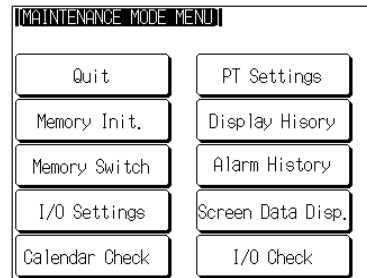 [MAINTENANCE MODE MENU]
Quit
PT Settings
Memory Init.
Display Hisory
Memory Switch
Alarm History
I/O Settings
Screen Data Disp.
Calendar Check
I/O Check